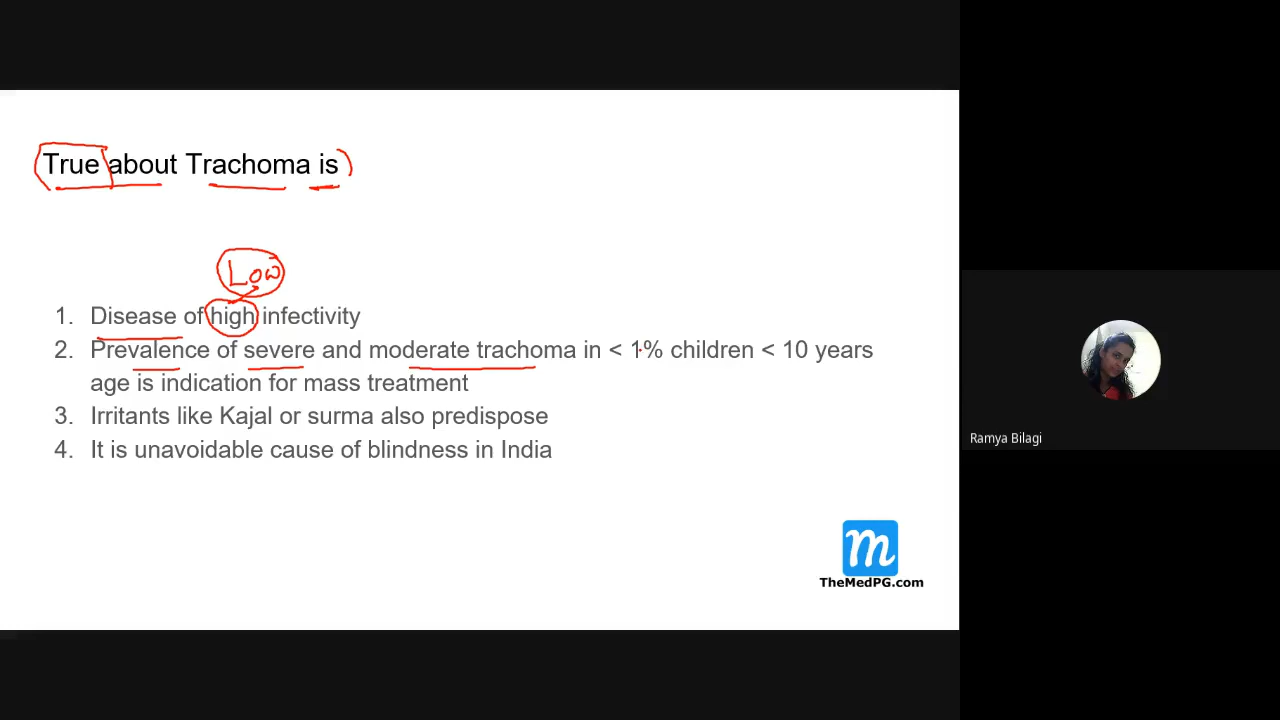 True about Trachoma is
Low
1. Disease of high infectivity
2. Prevalence of severe and moderate trachoma in < 1% children < 10 years
age is indication for mass treatment
3. Irritants like Kajal or surma also predispose
4. It is unavoidable cause of blindness in India
Ramya Bilagi
m
TheMedPG.com